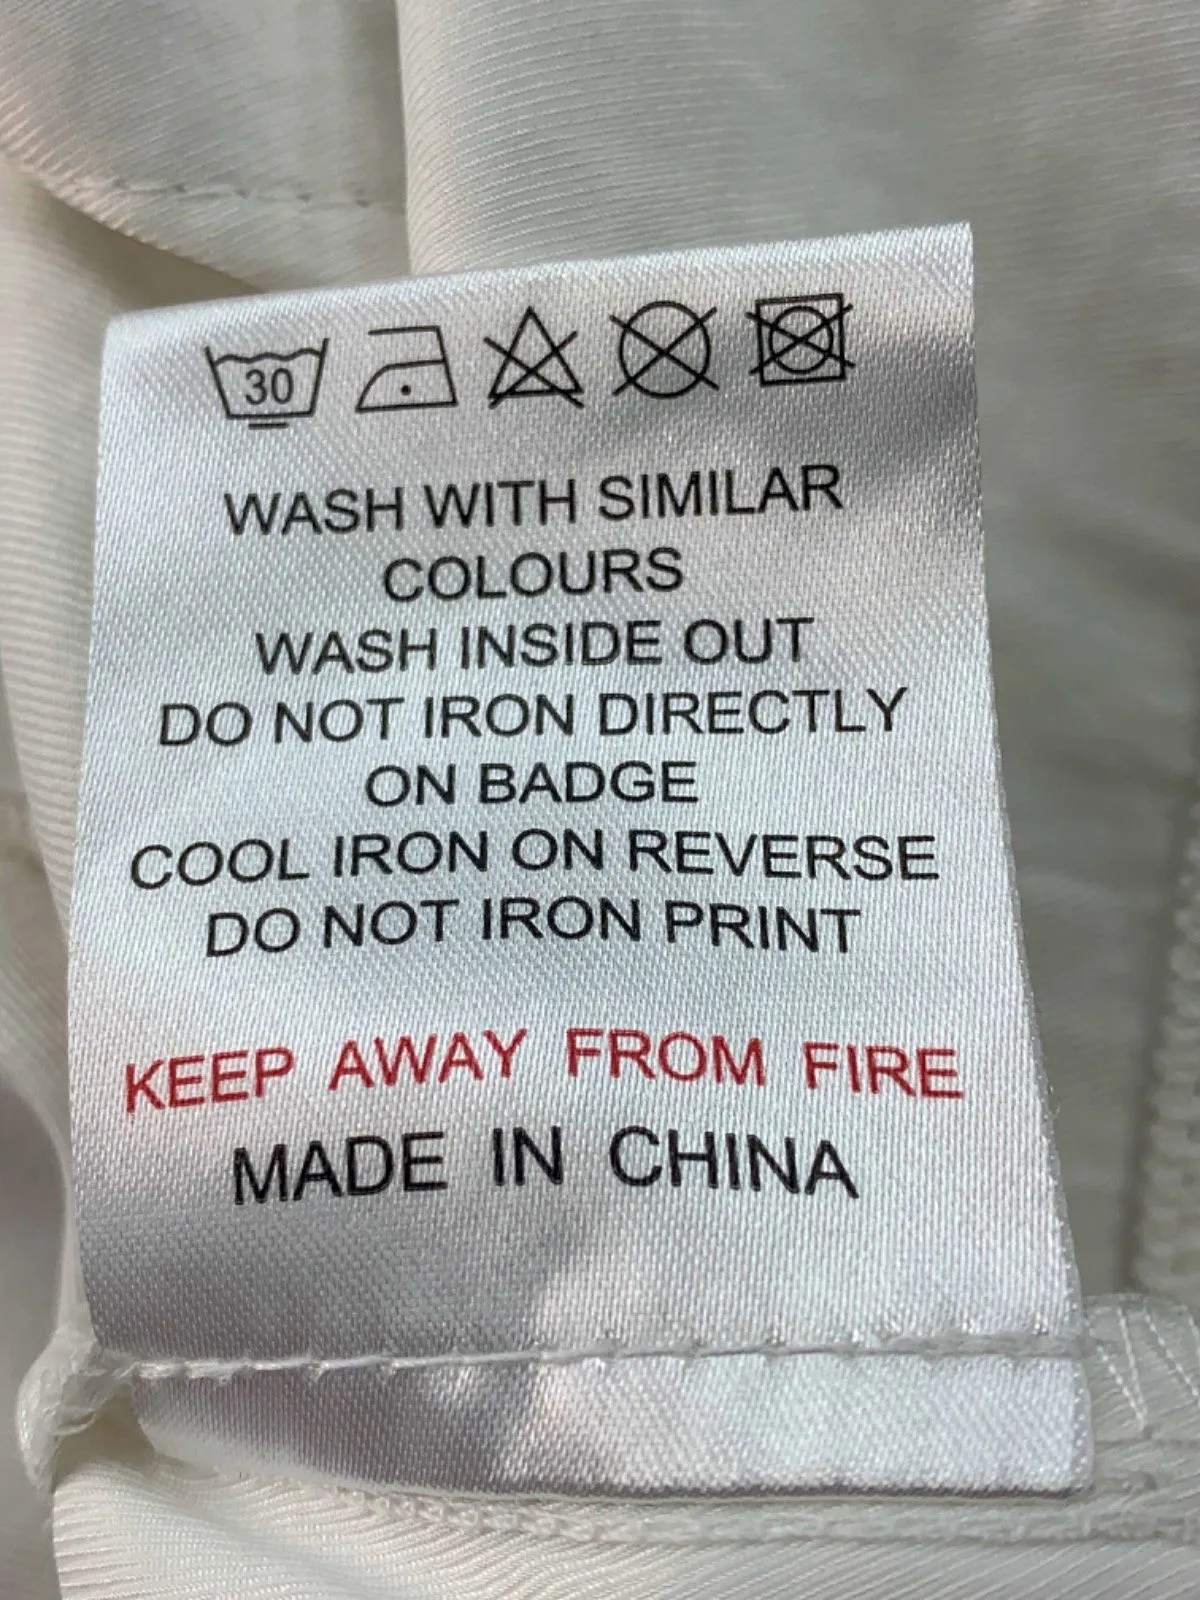 30
WASH WITH SIMILAR
COLOURS
WASH INSIDE OUT
DO NOT IRON DIRECTLY
ON BADGE
COOL IRON ON REVERSE
DO NOT IRON PRINT
KEEP AWAY FROM FIRE
MADE IN CHINA